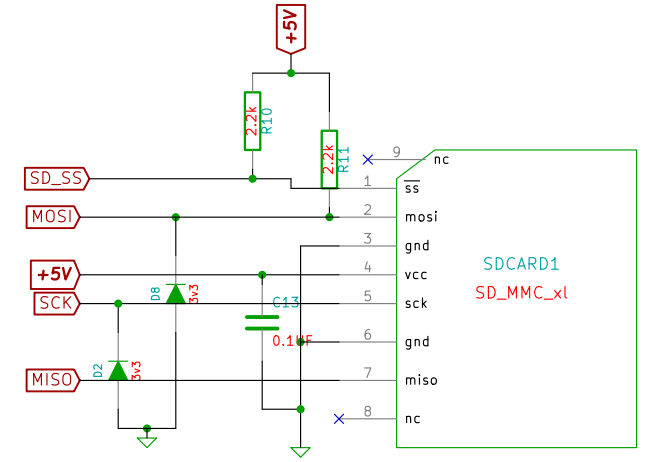 +5V
2.2k
R10
2.2k
R11
9
nc
SD_SS
1
ss
MOSI
2
mosi
3
gnd
SDCARD1
+5V
4
vcc
D8
3v3
C13
SD_MMC_xl
SCK
5
sck
0.1uF
6
gnd
D2
3v3
MISO
7
miso
8
nc